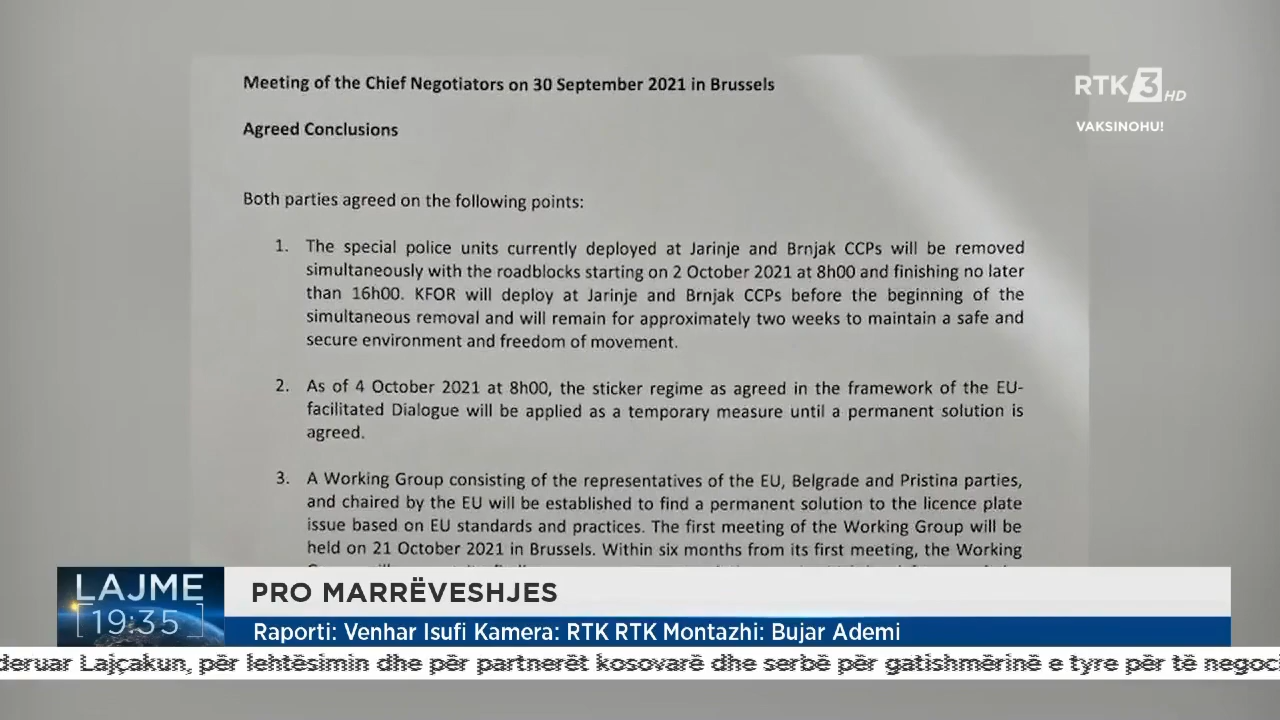 Meeting of the Chief Negotiators on 30 September 2021 in Brussels
Agreed Conclusions
Both parties agreed on the following points:
1. The special police units currently deployed at Jarinje and Brnjak CCPs will be removed
simultaneously with the roadblocks starting on 2 October 2021 at 8h00 and finishing no later
than 16h00. KFOR will deploy at Jarinje and Brnjak CCPs before the beginning of the
simultaneous removal and will remain for approximately two weeks to maintain a safe and
secure environment and freedom of movement.
2. As of 4 October 2021 at 8h00, the sticker regime as agreed in the framework of the EU-
facilitated Dialogue will be applied as a temporary measure until a permanent solution is
agreed.
3. A Working Group consisting of the representatives of the EU, Belgrade and Pristina parties,
and chaired by the EU will be established to find a permanent solution to the licence plate
issue based on EU standards and practices. The first meeting of the Working Group will be
held on 21 October 2021 in Brussels. Within six months from its first meeting, the Working
RTK 3 HD
VAKSINOHU!
LAJME
19:35
PRO MARRËVESHJES
Raporti: Venhar Isufi Kamera: RTK RTK Montazhi: Bujar Ademi
deruar Lajçakun, për lehtësimin dhe për partnerët kosovarë dhe serbë për gatishmërinë e tyre për të negoci